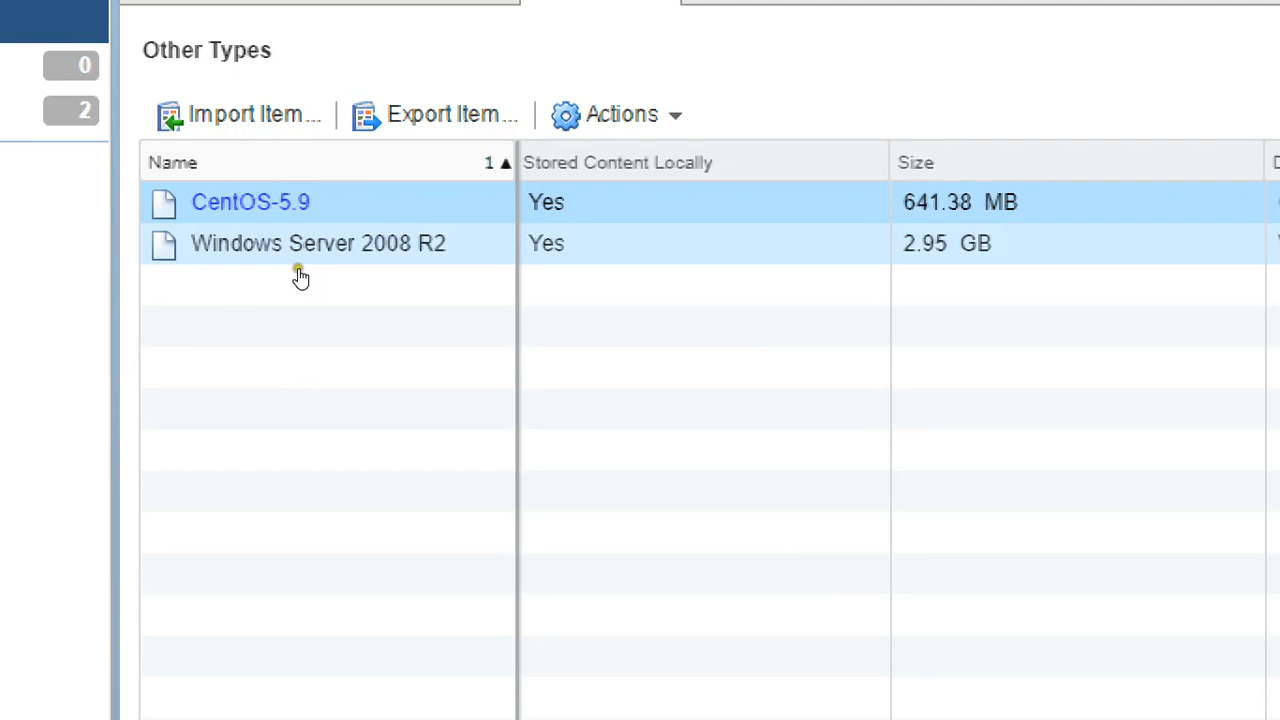 0
2
Other Types
Import Item... Export Item... Actions
Name 1 Stored Content Locally Size
CentOS-5.9 Yes 641.38 MB
Windows Server 2008 R2 Yes 2.95 GB